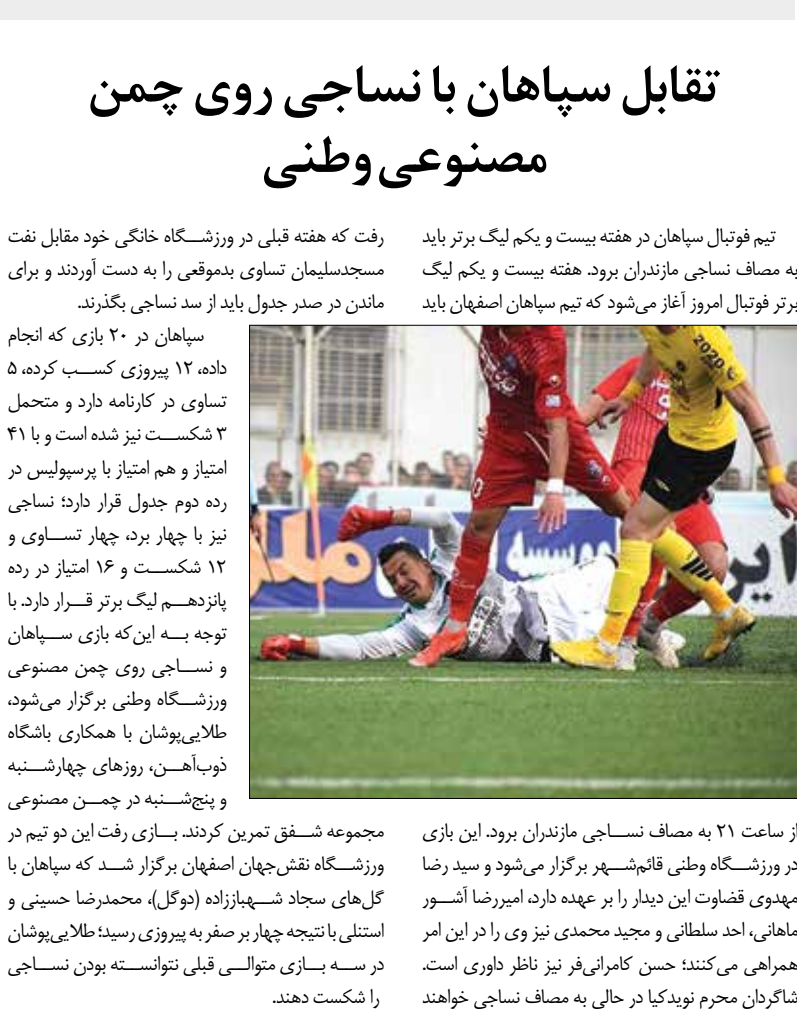 تقابل سپاهان با نساجی روی چمن
مصنوعی وطنی
تیم فوتبال سپاهان در هفته بیست و یکم لیگ برتر باید
به مصاف نساجی مازندران برود. هفته بیست و یکم لیگ
برتر فوتبال امروز آغاز می‌شود که تیم سپاهان اصفهان باید
2020
از ساعت ۲۱ به مصاف نساجی مازندران برود. این بازی
در ورزشگاه وطنی قائم‌شهر برگزار می‌شود و سید رضا
مهدوی قضاوت این دیدار را بر عهده دارد، امیررضا آشور
ماهانی، احد سلطانی و مجید محمدی نیز وی را در این امر
همراهی می‌کنند؛ حسن کامرانی‌فر نیز ناظر داوری است.
شاگردان محرم نویدکیا در حالی به مصاف نساجی خواهند
رفت که هفته قبلی در ورزشگاه خانگی خود مقابل نفت
مسجدسلیمان تساوی بدموقعی را به دست آوردند و برای
ماندن در صدر جدول باید از سد نساجی بگذرند.
سپاهان در ۲۰ بازی که انجام
داده، ۱۲ پیروزی کسب کرده، ۵
تساوی در کارنامه دارد و متحمل
۳ شکست نیز شده است و با ۴۱
امتیاز و هم امتیاز با پرسپولیس در
رده دوم جدول قرار دارد؛ نساجی
نیز با چهار برد، چهار تساوی و
۱۲ شکست و ۱۶ امتیاز در رده
پانزدهم لیگ برتر قرار دارد. با
توجه به این‌که بازی سپاهان
و نساجی روی چمن مصنوعی
ورزشگاه وطنی برگزار می‌شود،
طلایی‌پوشان با همکاری باشگاه
ذوب‌آهن، روزهای چهارشنبه
و پنج‌شنبه در چمن مصنوعی
مجموعه شفق تمرین کردند. بازی رفت این دو تیم در
ورزشگاه نقش‌جهان اصفهان برگزار شد که سپاهان با
گل‌های سجاد شهباززاده (دوگل)، محمدرضا حسینی و
استنلی با نتیجه چهار بر صفر به پیروزی رسید؛ طلایی‌پوشان
در سه بازی متوالی قبلی نتوانسته بودن نساجی
را شکست دهند.